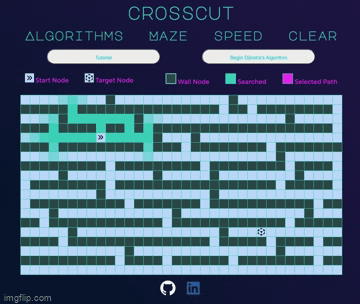 CROSSCUT
ALGORITHMS MAZE SPEED CLEAR
Tutorial Begin Dijkstra's Algorithm
Start Node Target Node Wall Node Searched Selected Path
in
imgflip.com